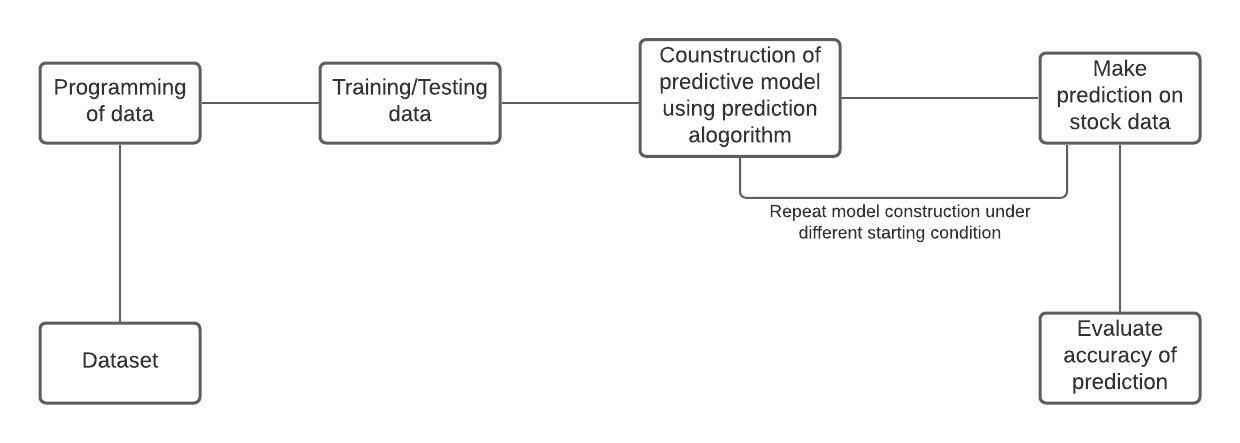 Programming
of data
Training/Testing
data
Counstruction of
predictive model
using prediction
alogorithm
Make
prediction on
stock data
Repeat model construction under
different starting condition
Dataset
Evaluate
accuracy of
prediction